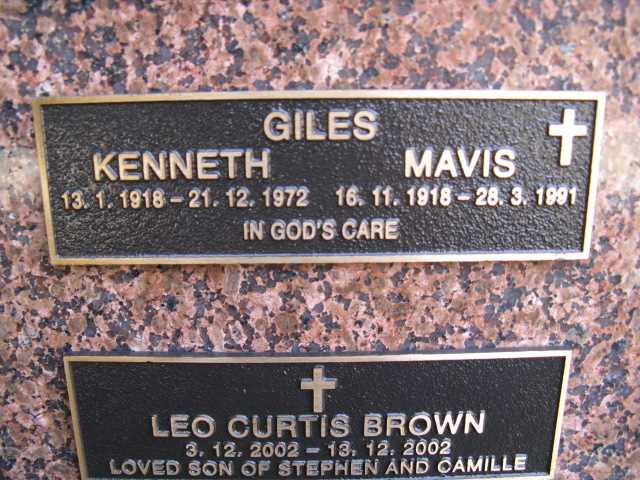 GILES
KENNETH MAVIS
13. 1. 1918 – 21. 12. 1972 16. 11. 1918 – 28. 3. 1991
IN GOD'S CARE
LEO CURTIS BROWN
3. 12. 2002 – 13. 12. 2002
LOVED SON OF STEPHEN AND CAMILLE